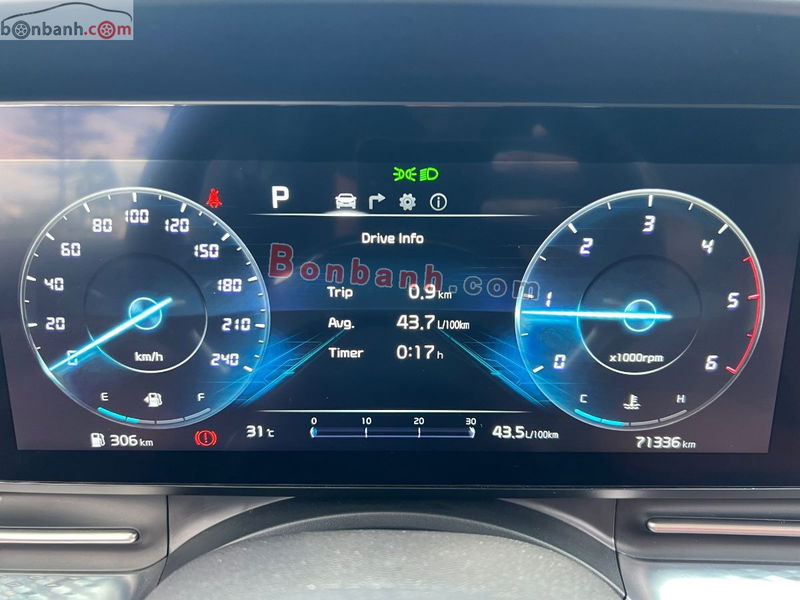 bonbanh.com
P
Drive Info
Bonbanh.com
Trip 0.9 km
Avg. 43.7 L/100km
Timer 0:17 h
0 20 40 60 80 100 120 150 180 210 240
km/h
E F
0 1 2 3 4 5 6
x1000rpm
C H
306 km
31 °C
0 10 20 30
43.5 L/100km
71336 km